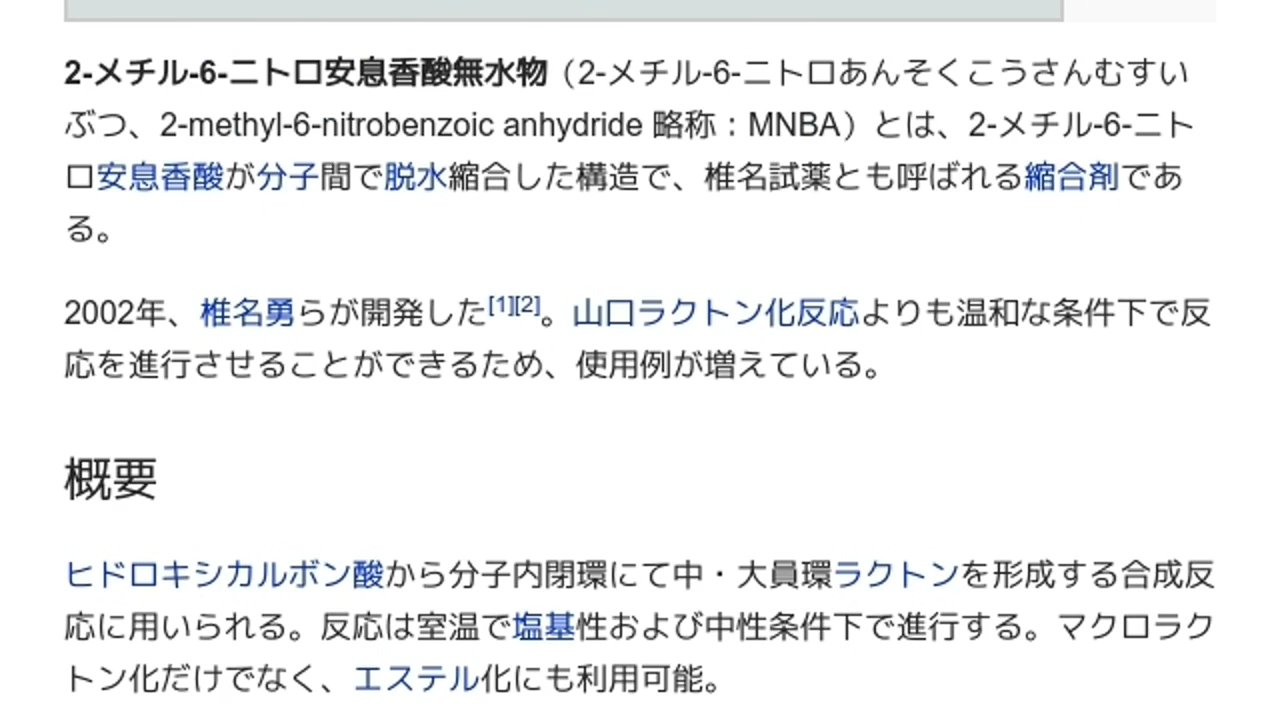 2-メチル-6-ニトロ安息香酸無水物（2-メチル-6-ニトロあんそくこうさんむすい
ぶつ、2-methyl-6-nitrobenzoic anhydride 略称：MNBA）とは、2-メチル-6-ニト
ロ安息香酸が分子間で脱水縮合した構造で、椎名試薬とも呼ばれる縮合剤であ
る。
2002年、椎名勇らが開発した[1][2]。山口ラクトン化反応よりも温和な条件下で反
応を進行させることができるため、使用例が増えている。
概要
ヒドロキシカルボン酸から分子内閉環にて中・大員環ラクトンを形成する合成反
応に用いられる。反応は室温で塩基性および中性条件下で進行する。マクロラク
トン化だけでなく、エステル化にも利用可能。